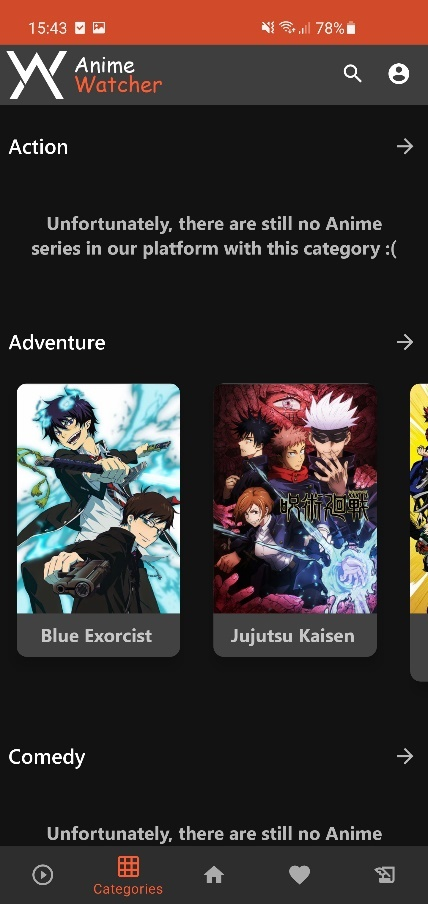 15:43 78%
Anime
Watcher
Action
Unfortunately, there are still no Anime
series in our platform with this category :(
Adventure
呪術廻戦
Blue Exorcist Jujutsu Kaisen
Comedy
Unfortunately, there are still no Anime
Categories